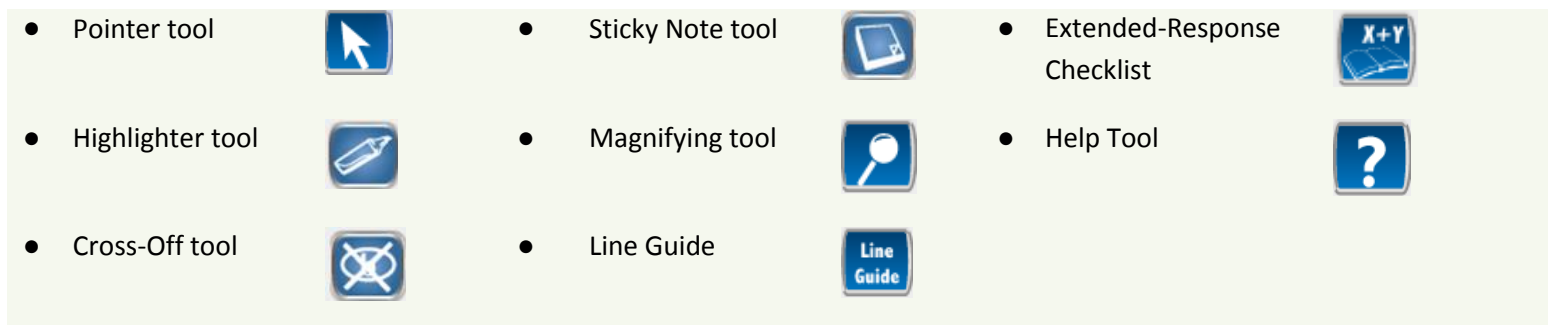 ● Pointer tool
● Sticky Note tool
● Extended-Response
Checklist
X+Y
● Highlighter tool
● Magnifying tool
● Help Tool
?
● Cross-Off tool
● Line Guide
Line
Guide